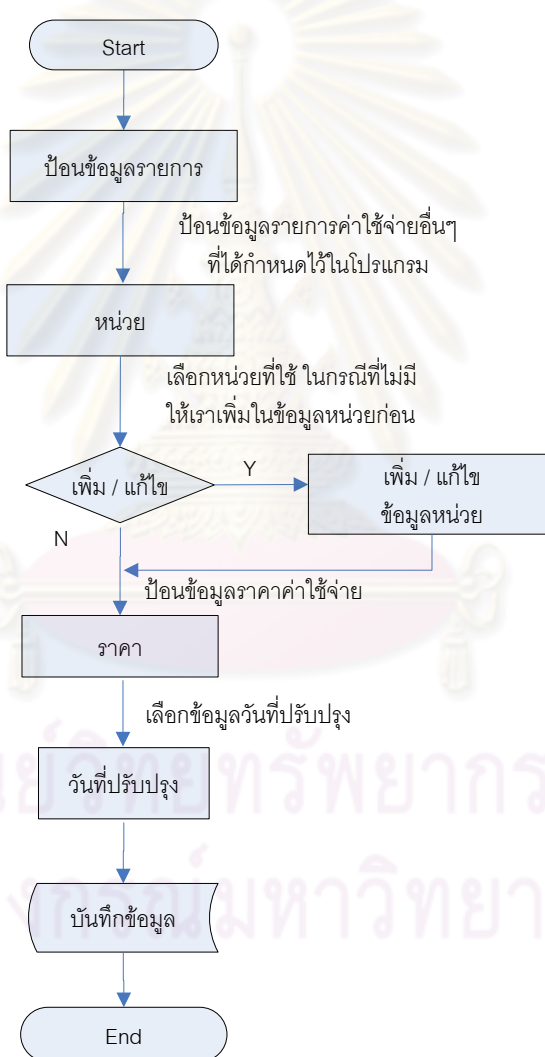 Start
ป้อนข้อมูลรายการ
ป้อนข้อมูลรายการค่าใช้จ่ายอื่นๆ
ที่ได้กำหนดไว้ในโปรแกรม
หน่วย
เลือกหน่วยที่ใช้ ในกรณีที่ไม่มี
ให้เราเพิ่มในข้อมูลหน่วยก่อน
เพิ่ม / แก้ไข
Y
เพิ่ม / แก้ไข
ข้อมูลหน่วย
N
ป้อนข้อมูลราคาค่าใช้จ่าย
ราคา
เลือกข้อมูลวันที่ปรับปรุง
วันที่ปรับปรุง
บันทึกข้อมูล
End